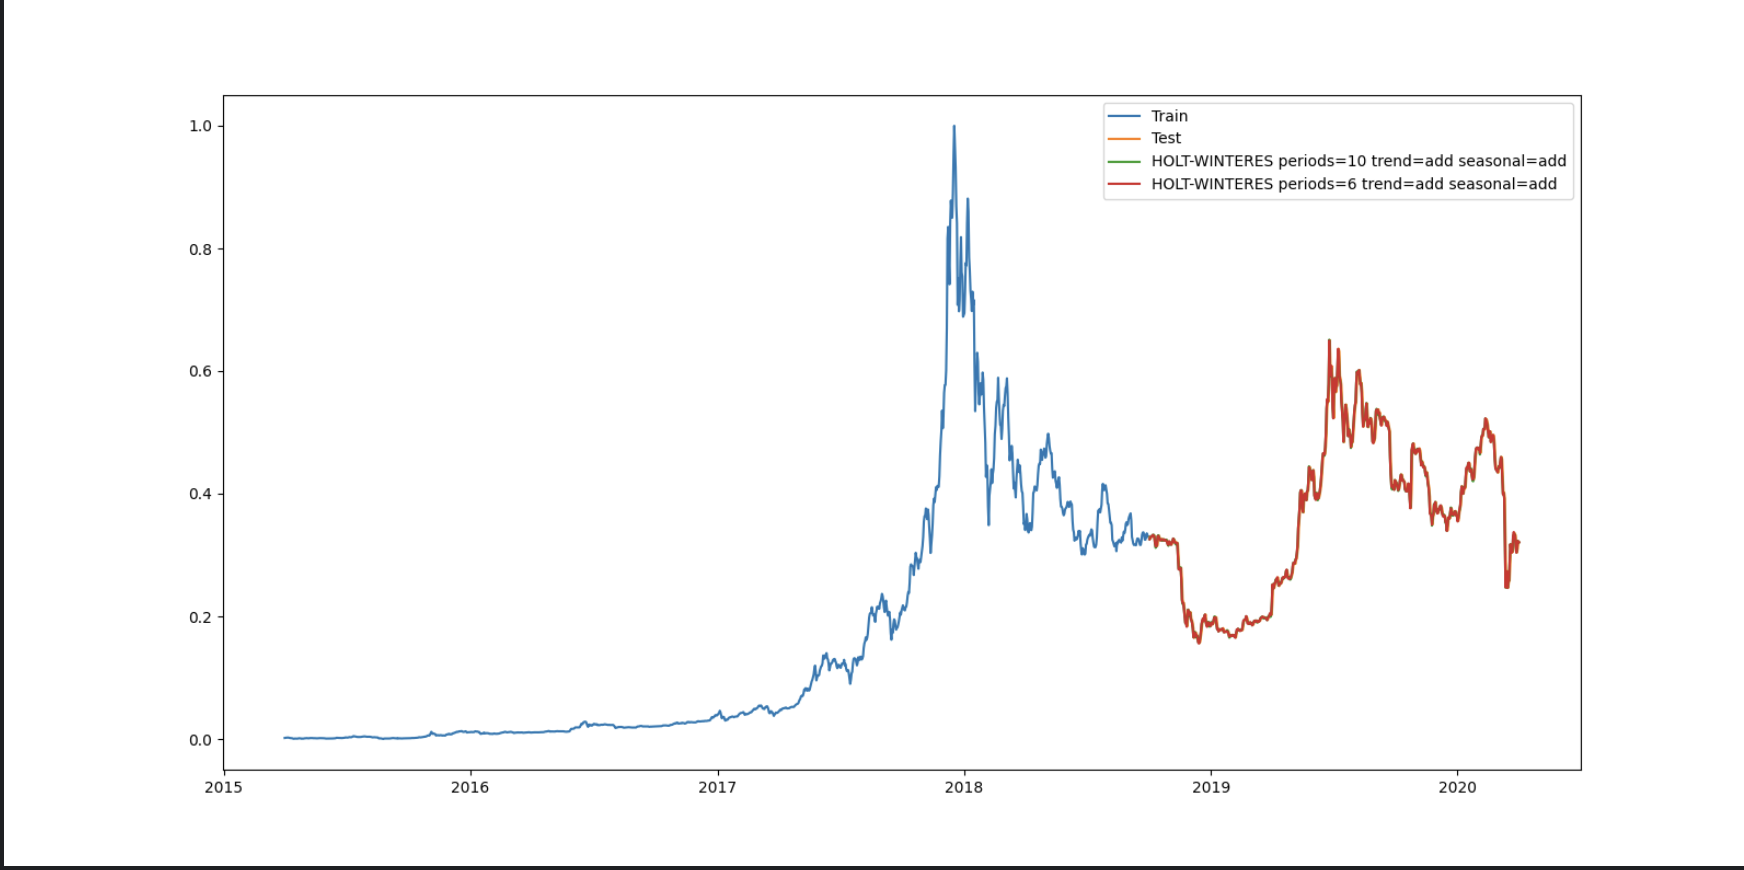 Train
Test
HOLT-WINTERES periods=10 trend=add seasonal=add
HOLT-WINTERES periods=6 trend=add seasonal=add
1.0
0.8
0.6
0.4
0.2
0.0
2015 2016 2017 2018 2019 2020